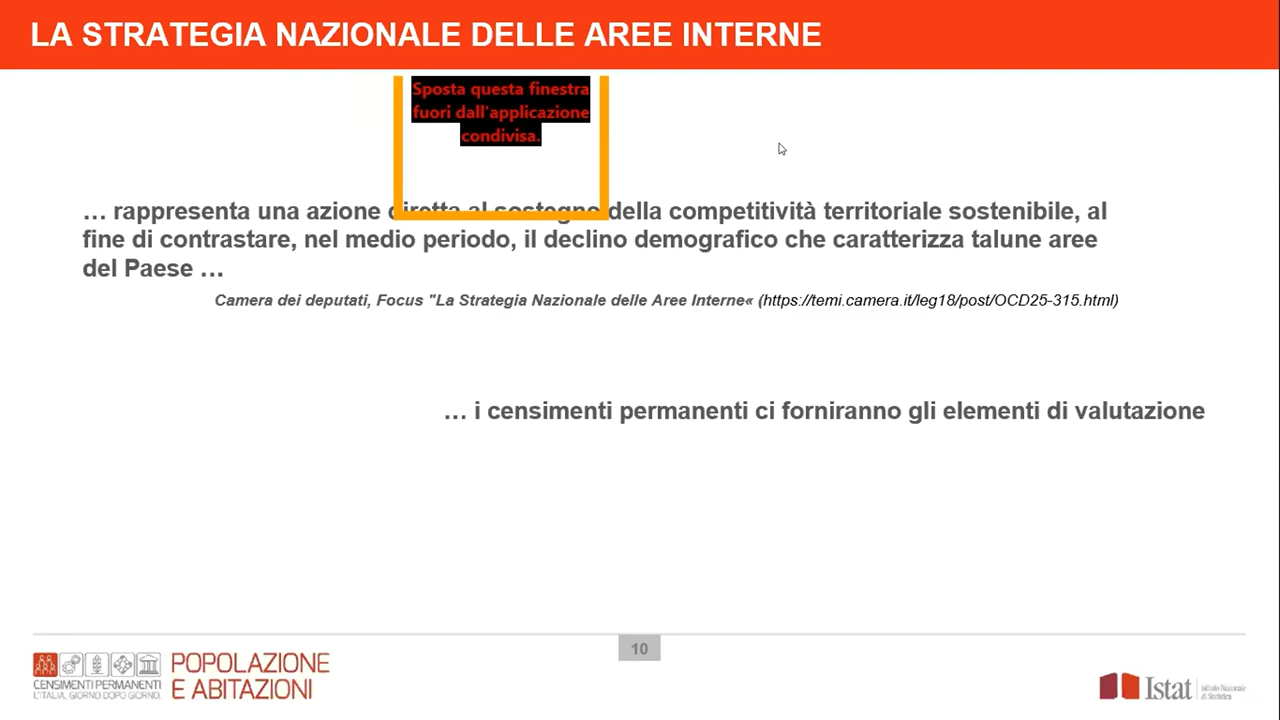 LA STRATEGIA NAZIONALE DELLE AREE INTERNE
Sposta questa finestra
fuori dall'applicazione
condivisa.
… rappresenta una azione diretta al sostegno della competitività territoriale sostenibile, al
fine di contrastare, nel medio periodo, il declino demografico che caratterizza talune aree
del Paese …
Camera dei deputati, Focus "La Strategia Nazionale delle Aree Interne« (https://temi.camera.it/leg18/post/OCD25-315.html)
… i censimenti permanenti ci forniranno gli elementi di valutazione
10
CENSIMENTI PERMANENTI
L'ITALIA, GIORNO DOPO GIORNO.
POPOLAZIONE
E ABITAZIONI
Istat
Istituto Nazionale
di Statistica